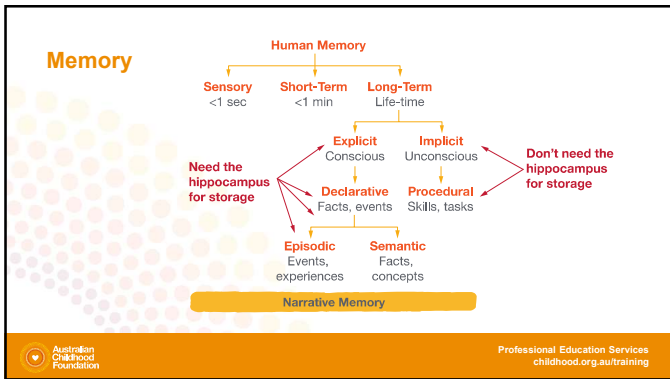 Memory
Human Memory
Sensory
<1 sec
Short-Term
<1 min
Long-Term
Life-time
Explicit
Conscious
Implicit
Unconscious
Need the
hippocampus
for storage
Don't need the
hippocampus
for storage
Declarative
Facts, events
Procedural
Skills, tasks
Episodic
Events,
experiences
Semantic
Facts,
concepts
Narrative Memory
Australian
Childhood
Foundation
Professional Education Services
childhood.org.au/training